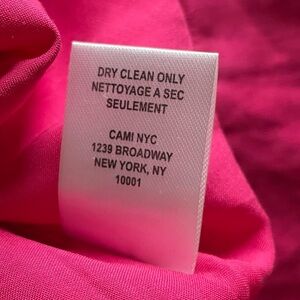 DRY CLEAN ONLY
NETTOYAGE A SEC
SEULEMENT
CAMI NYC
1239 BROADWAY
NEW YORK, NY
10001